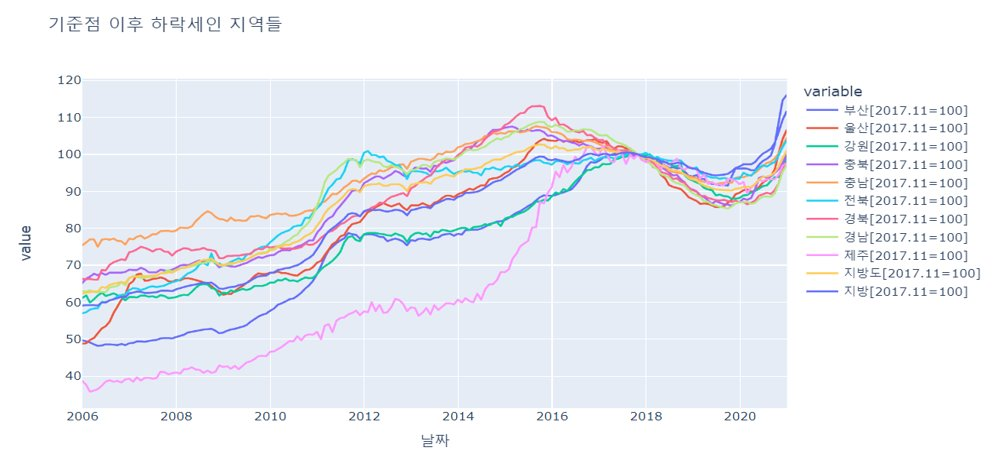 기준점 이후 하락세인 지역들
120
110
100
90
80
70
60
50
40
value
2006
2008
2010
2012
2014
2016
2018
2020
날짜
variable
부산[2017.11=100]
울산[2017.11=100]
강원[2017.11=100]
충북[2017.11=100]
충남[2017.11=100]
전북[2017.11=100]
경북[2017.11=100]
경남[2017.11=100]
제주[2017.11=100]
지방도[2017.11=100]
지방[2017.11=100]